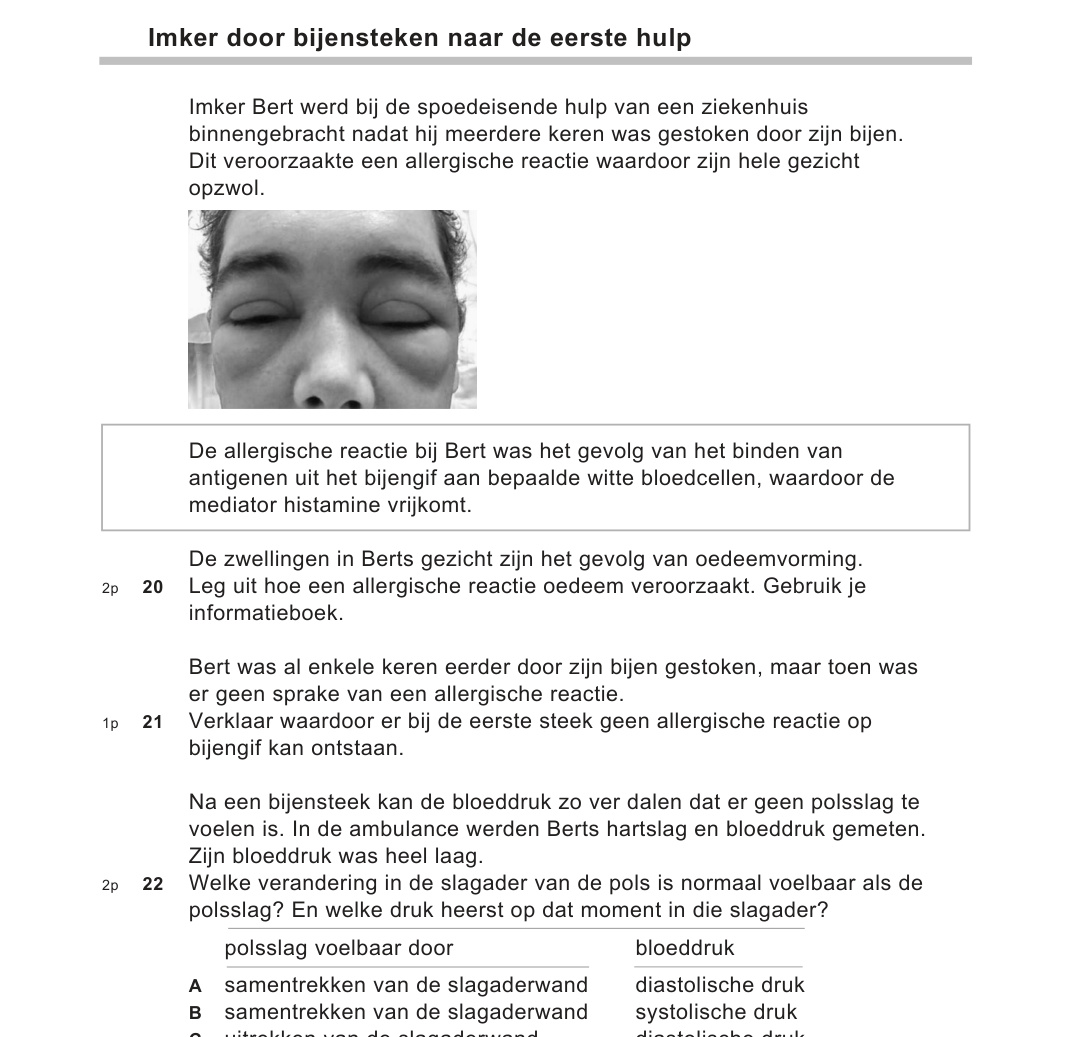 Imker door bijensteken naar de eerste hulp
Imker Bert werd bij de spoedeisende hulp van een ziekenhuis
binnengebracht nadat hij meerdere keren was gestoken door zijn bijen.
Dit veroorzaakte een allergische reactie waardoor zijn hele gezicht
opzwol.
De allergische reactie bij Bert was het gevolg van het binden van
antigenen uit het bijengif aan bepaalde witte bloedcellen, waardoor de
mediator histamine vrijkomt.
De zwellingen in Berts gezicht zijn het gevolg van oedeemvorming.
2p 20 Leg uit hoe een allergische reactie oedeem veroorzaakt. Gebruik je
informatieboek.
Bert was al enkele keren eerder door zijn bijen gestoken, maar toen was
er geen sprake van een allergische reactie.
1p 21 Verklaar waardoor er bij de eerste steek geen allergische reactie op
bijengif kan ontstaan.
Na een bijensteek kan de bloeddruk zo ver dalen dat er geen polsslag te
voelen is. In de ambulance werden Berts hartslag en bloeddruk gemeten.
Zijn bloeddruk was heel laag.
2p 22 Welke verandering in de slagader van de pols is normaal voelbaar als de
polsslag? En welke druk heerst op dat moment in die slagader?
polsslag voelbaar door bloeddruk
A samentrekken van de slagaderwand diastolische druk
B samentrekken van de slagaderwand systolische druk
C uitrekken van de slagaderwand diastolische druk